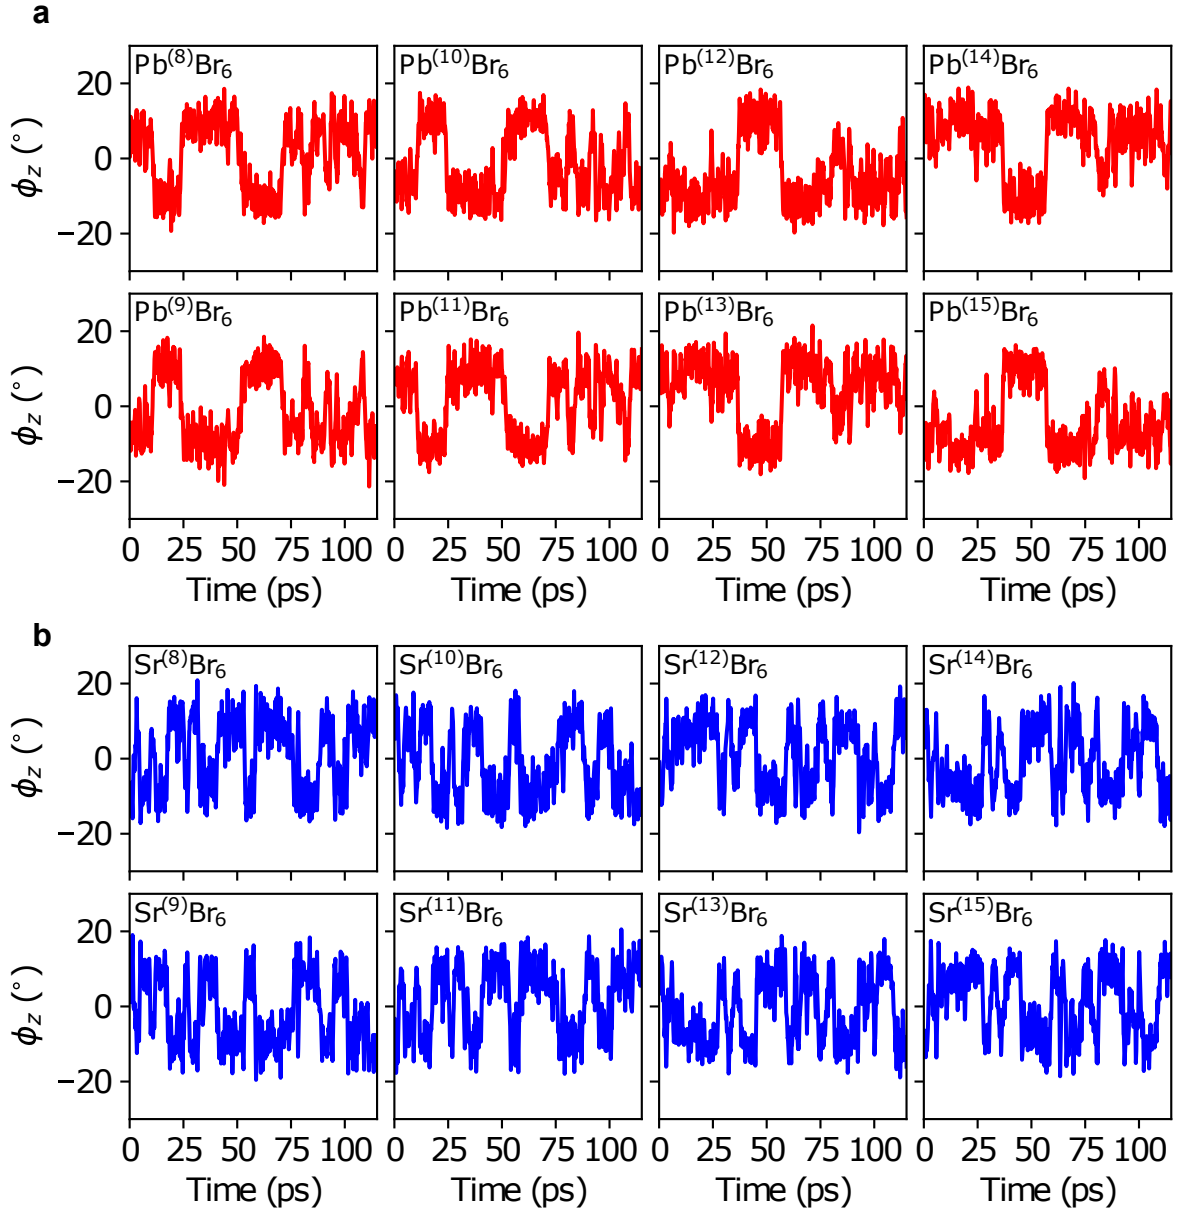 a
Pb⁽⁸⁾Br₆ Pb⁽¹⁰⁾Br₆ Pb⁽¹²⁾Br₆ Pb⁽¹⁴⁾Br₆
20
0
−20
ϕz (°)
Pb⁽⁹⁾Br₆ Pb⁽¹¹⁾Br₆ Pb⁽¹³⁾Br₆ Pb⁽¹⁵⁾Br₆
20
0
−20
ϕz (°)
0 25 50 75 100 0 25 50 75 100 0 25 50 75 100 0 25 50 75 100
Time (ps) Time (ps) Time (ps) Time (ps)
b
Sr⁽⁸⁾Br₆ Sr⁽¹⁰⁾Br₆ Sr⁽¹²⁾Br₆ Sr⁽¹⁴⁾Br₆
20
0
−20
ϕz (°)
Sr⁽⁹⁾Br₆ Sr⁽¹¹⁾Br₆ Sr⁽¹³⁾Br₆ Sr⁽¹⁵⁾Br₆
20
0
−20
ϕz (°)
0 25 50 75 100 0 25 50 75 100 0 25 50 75 100 0 25 50 75 100
Time (ps) Time (ps) Time (ps) Time (ps)